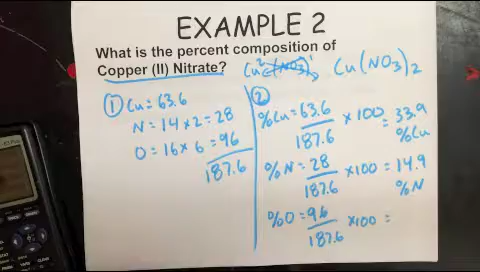 EXAMPLE 2
What is the percent composition of
Copper (II) Nitrate?
Cu(NO3)2
① Cu = 63.6
N = 14 × 2 = 28
O = 16 × 6 = 96
187.6
②
%Cu = 63.6 / 187.6 × 100 = 33.9 %Cu
%N = 28 / 187.6 × 100 = 14.9 %N
%O = 96 / 187.6 × 100 =